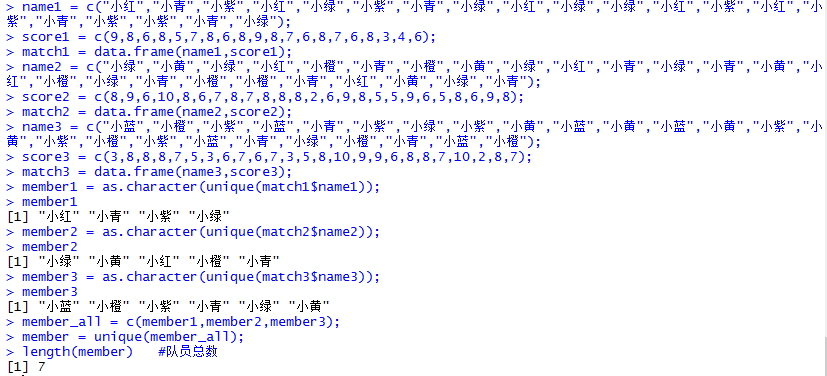 > name1 = c("小红","小青","小紫","小红","小绿","小紫","小青","小绿","小红","小绿","小绿","小红","小紫","小红","小
紫","小青","小紫","小紫","小青","小绿");
> score1 = c(9,8,6,8,5,7,8,6,8,9,8,7,6,8,7,6,8,3,4,6);
> match1 = data.frame(name1,score1);
> name2 = c("小绿","小黄","小绿","小红","小橙","小青","小橙","小黄","小绿","小红","小青","小绿","小青","小黄","小
红","小橙","小绿","小青","小橙","小橙","小青","小红","小黄","小绿","小青");
> score2 = c(8,9,6,10,8,6,7,8,7,8,8,8,2,6,9,8,5,5,9,6,5,8,6,9,8);
> match2 = data.frame(name2,score2);
> name3 = c("小蓝","小橙","小紫","小蓝","小青","小紫","小绿","小紫","小黄","小蓝","小黄","小蓝","小黄","小紫","小
黄","小紫","小橙","小紫","小蓝","小青","小绿","小橙","小青","小蓝","小橙");
> score3 = c(3,8,8,8,7,5,3,6,7,6,7,3,5,8,10,9,9,6,8,8,7,10,2,8,7);
> match3 = data.frame(name3,score3);
> member1 = as.character(unique(match1$name1));
> member1
[1] "小红" "小青" "小紫" "小绿"
> member2 = as.character(unique(match2$name2));
> member2
[1] "小绿" "小黄" "小红" "小橙" "小青"
> member3 = as.character(unique(match3$name3));
> member3
[1] "小蓝" "小橙" "小紫" "小青" "小绿" "小黄"
> member_all = c(member1,member2,member3);
> member = unique(member_all);
> length(member)   #队员总数
[1] 7